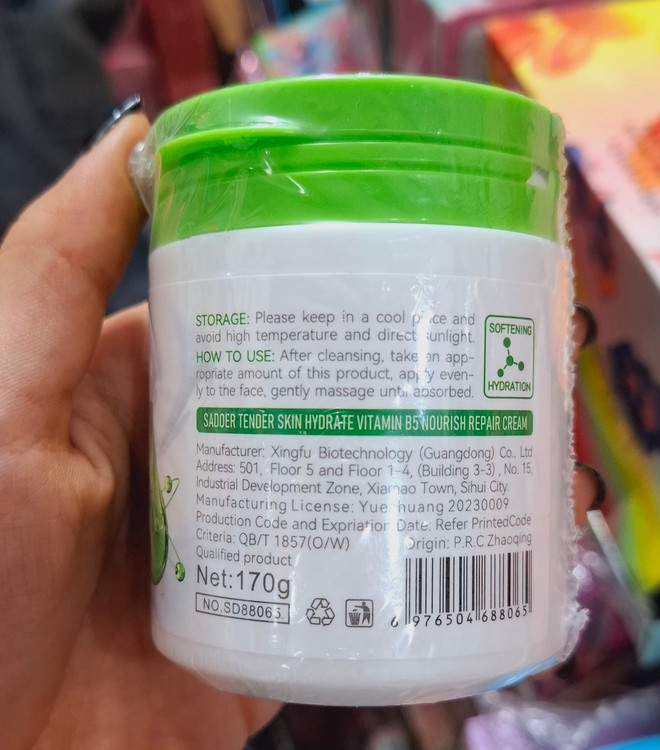 STORAGE: Please keep in a cool place and
avoid high temperature and direct sunlight.
HOW TO USE: After cleansing, take an app-
ropriate amount of this product, apply even-
ly to the face, gently massage until absorbed.
SOFTENING
HYDRATION
SADOER TENDER SKIN HYDRATE VITAMIN B5 NOURISH REPAIR CREAM
Manufacturer: Xingfu Biotechnology (Guangdong) Co., Ltd
Address: 501, Floor 5 and Floor 1-4, (Building 3-3) , No. 15,
Industrial Development Zone, Xiamao Town, Sihui City.
Manufacturing License: Yuezhuang 20230009
Production Code and Expriation Date: Refer PrintedCode
Criteria: QB/T 1857(O/W) Origin: P.R.C Zhaoqing
Qualified product
Net:170g
NO.SD88065
6 976504 688065